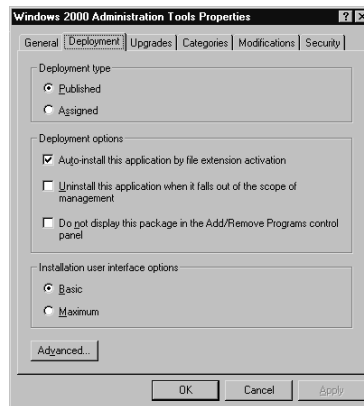 Windows 2000 Administration Tools Properties
General Deployment Upgrades Categories Modifications Security
Deployment type
Published
Assigned
Deployment options
Auto-install this application by file extension activation
Uninstall this application when it falls out of the scope of
management
Do not display this package in the Add/Remove Programs control
panel
Installation user interface options
Basic
Maximum
Advanced...
OK Cancel Apply